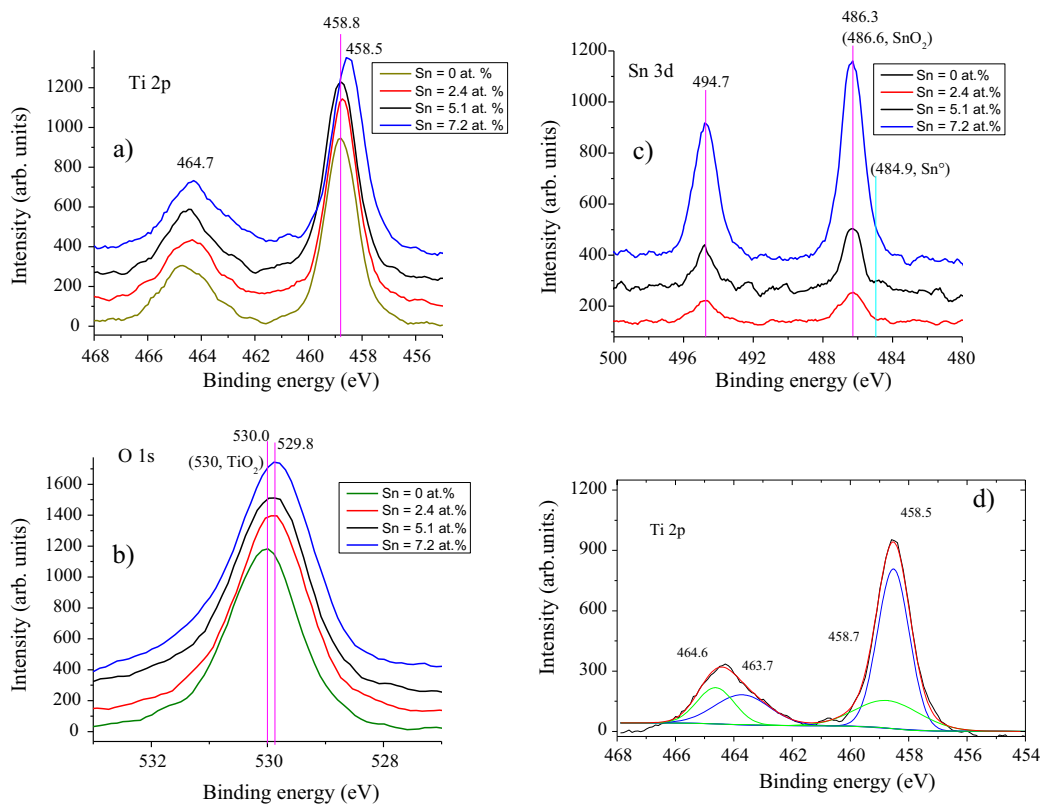 458.8
458.5
Ti 2p
Sn = 0 at. %
Sn = 2.4 at. %
Sn = 5.1 at. %
Sn = 7.2 at. %
a)
464.7
1200
1000
800
600
400
200
0
Intensity (arb. units)
468 466 464 462 460 458 456
Binding energy (eV)
486.3
(486.6, SnO₂)
Sn 3d
494.7
Sn = 0 at.%
Sn = 2.4 at.%
Sn = 5.1 at.%
Sn = 7.2 at.%
c)
(484.9, Sn°)
1200
1000
800
600
400
200
Intensity (arb. units)
500 496 492 488 484 480
Binding energy (eV)
530.0
529.8
O 1s
(530, TiO₂)
Sn = 0 at.%
Sn = 2.4 at.%
Sn = 5.1 at.%
Sn = 7.2 at.%
b)
1600
1400
1200
1000
800
600
400
200
0
Intensity (arb. units)
532 530 528
Binding energy (eV)
d)
Ti 2p
458.5
458.7
464.6
463.7
1200
900
600
300
0
Intensity (arb.units.)
468 466 464 462 460 458 456 454
Binding energy (eV)